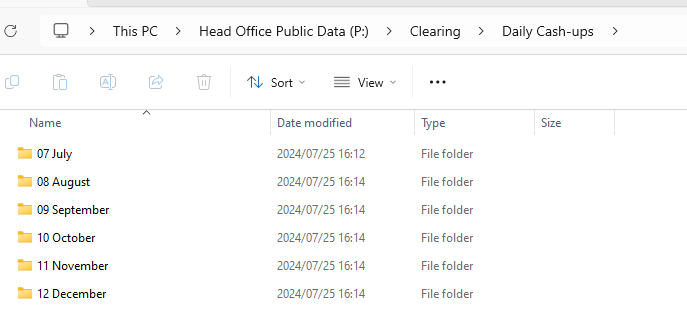 This PC > Head Office Public Data (P:) > Clearing > Daily Cash-ups >
Sort View
Name Date modified Type Size
07 July 2024/07/25 16:12 File folder
08 August 2024/07/25 16:14 File folder
09 September 2024/07/25 16:14 File folder
10 October 2024/07/25 16:14 File folder
11 November 2024/07/25 16:14 File folder
12 December 2024/07/25 16:14 File folder